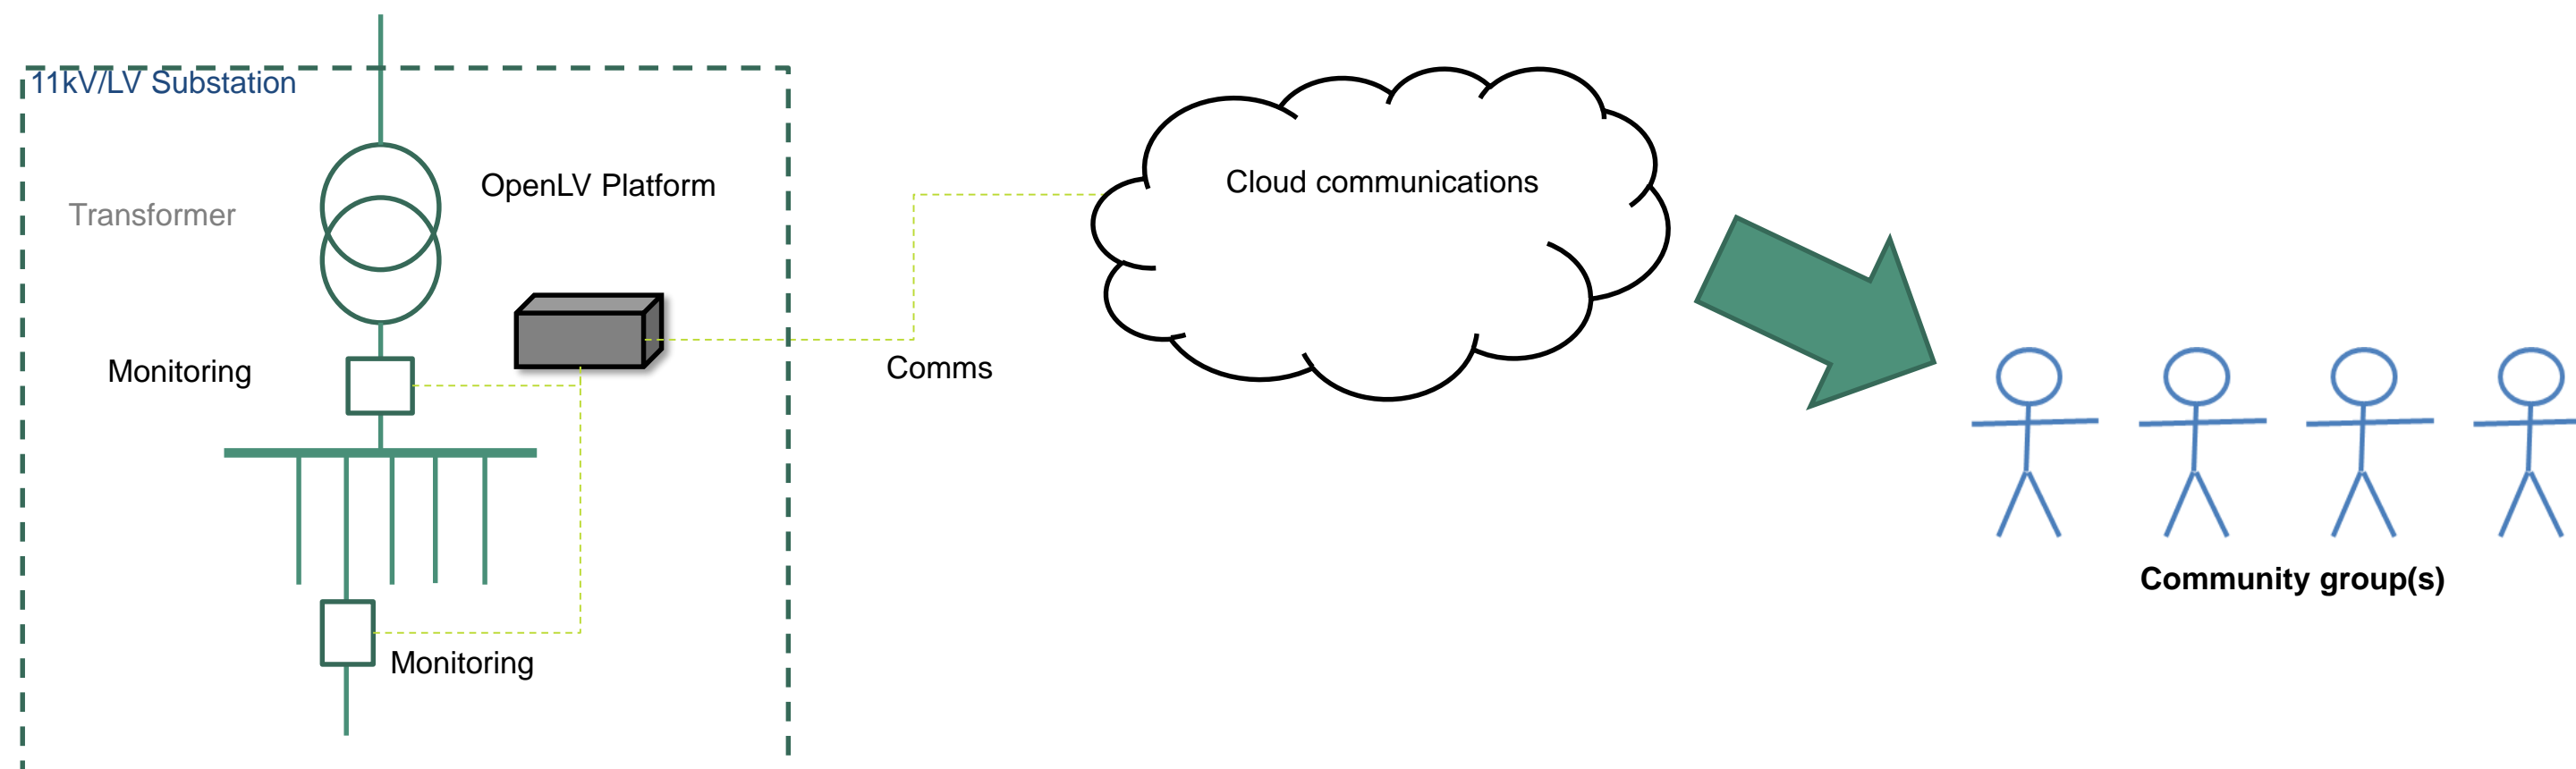 11kV/LV Substation
OpenLV Platform
Transformer
Cloud communications
Monitoring
Comms
Community group(s)
Monitoring